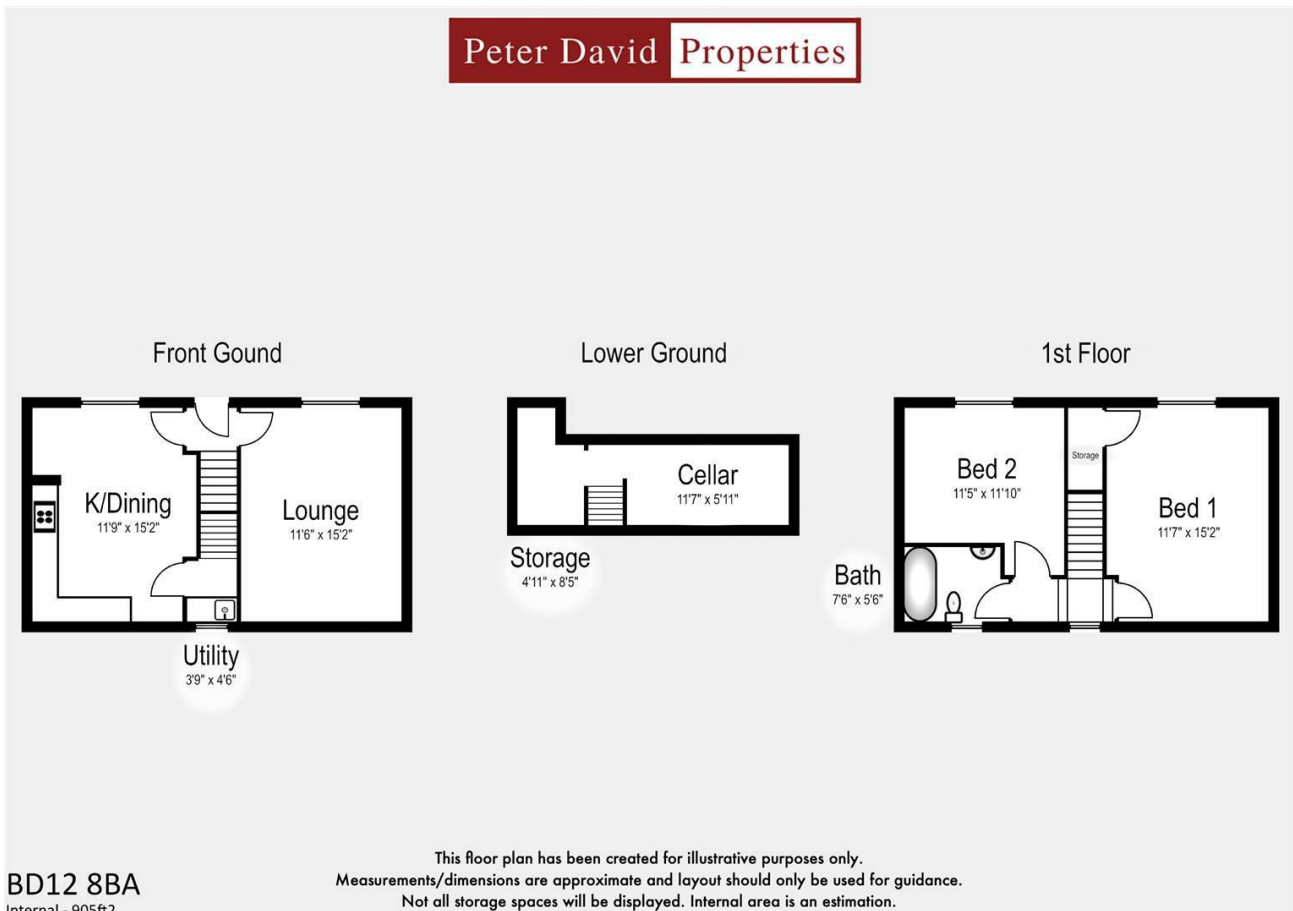 Peter David Properties
Front Gound
Lower Ground
1st Floor
K/Dining
11'9" x 15'2"
Lounge
11'6" x 15'2"
Utility
3'9" x 4'6"
Cellar
11'7" x 5'11"
Storage
4'11" x 8'5"
Bed 2
11'5" x 11'10"
Storage
Bed 1
11'7" x 15'2"
Bath
7'6" x 5'6"
This floor plan has been created for illustrative purposes only.
Measurements/dimensions are approximate and layout should only be used for guidance.
Not all storage spaces will be displayed. Internal area is an estimation.
BD12 8BA
Internal - 905ft2